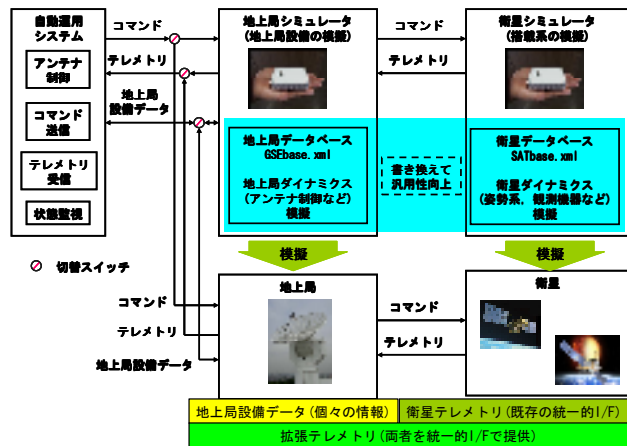 自動運用
システム
アンテナ
制御
コマンド
送信
テレメトリ
受信
状態監視
コマンド
テレメトリ
地上局
設備データ
地上局シミュレータ
(地上局設備の模擬)
コマンド
テレメトリ
衛星シミュレータ
(搭載系の模擬)
地上局データベース
GSEbase.xml
地上局ダイナミクス
(アンテナ制御など)
模擬
書き換えて
汎用性向上
衛星データベース
SATbase.xml
衛星ダイナミクス
(姿勢系, 観測機器など)
模擬
模擬
模擬
切替スイッチ
コマンド
テレメトリ
地上局設備データ
地上局
コマンド
テレメトリ
衛星
地上局設備データ(個々の情報)
衛星テレメトリ(既存の統一的I/F)
拡張テレメトリ(両者を統一的I/Fで提供)